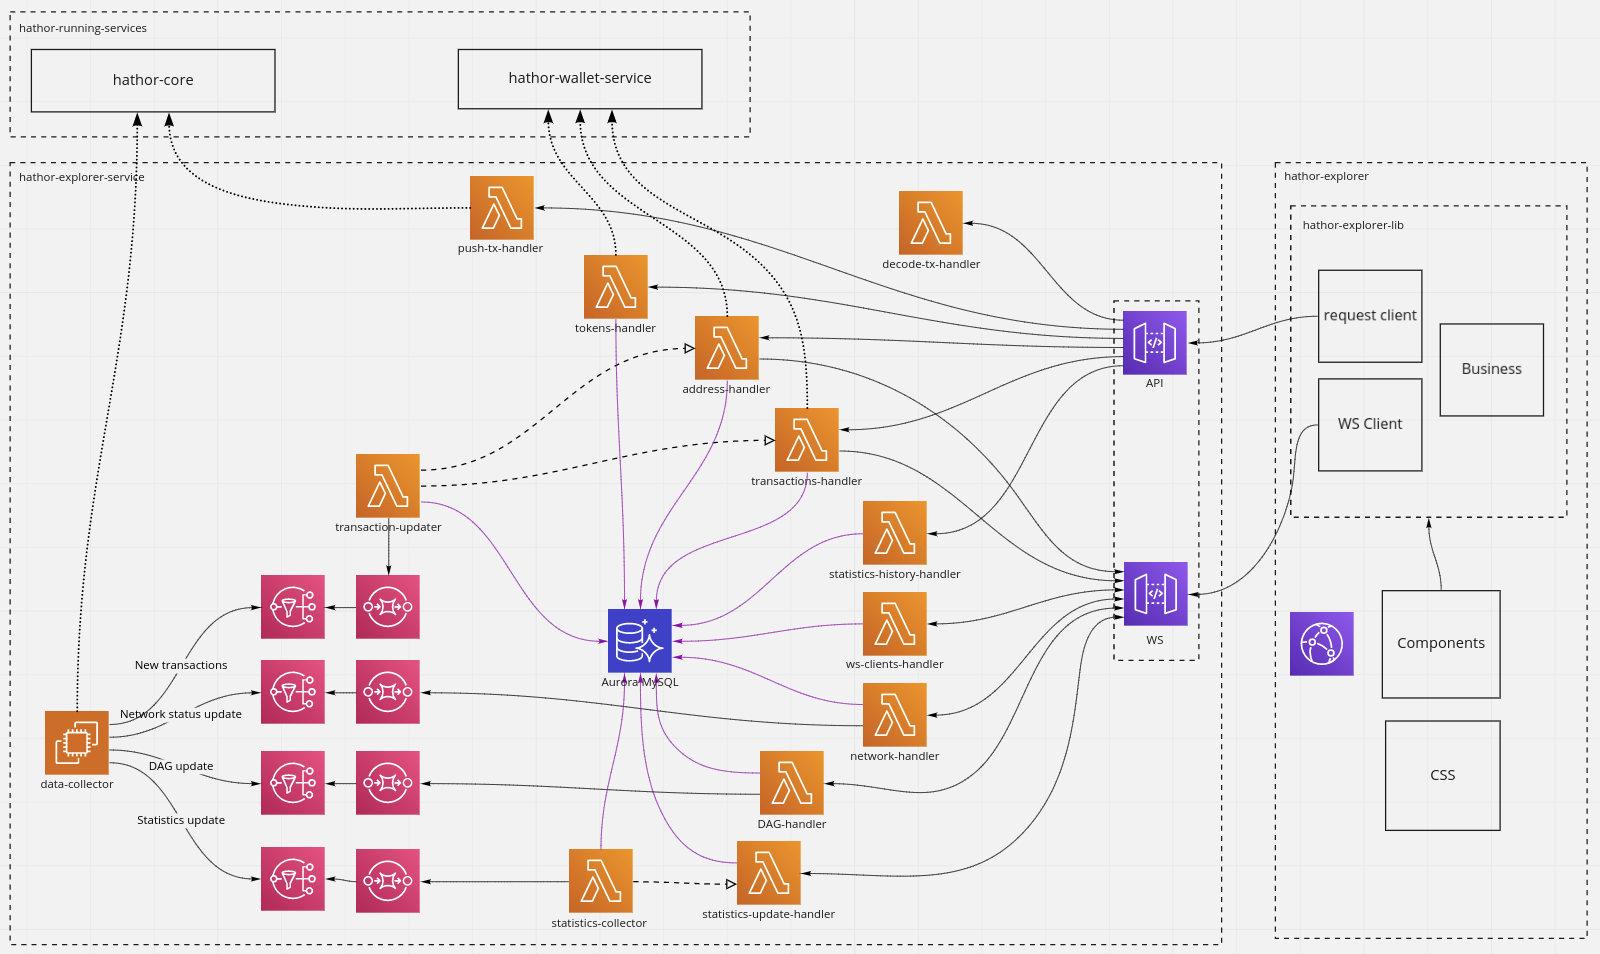 hathor-running-services
hathor-core
hathor-wallet-service
hathor-explorer-service
push-tx-handler
decode-tx-handler
tokens-handler
address-handler
transactions-handler
transaction-updater
statistics-history-handler
ws-clients-handler
network-handler
DAG-handler
statistics-update-handler
statistics-collector
Aurora MySQL
data-collector
New transactions
Network status update
DAG update
Statistics update
API
WS
hathor-explorer
hathor-explorer-lib
request client
WS Client
Business
Components
CSS